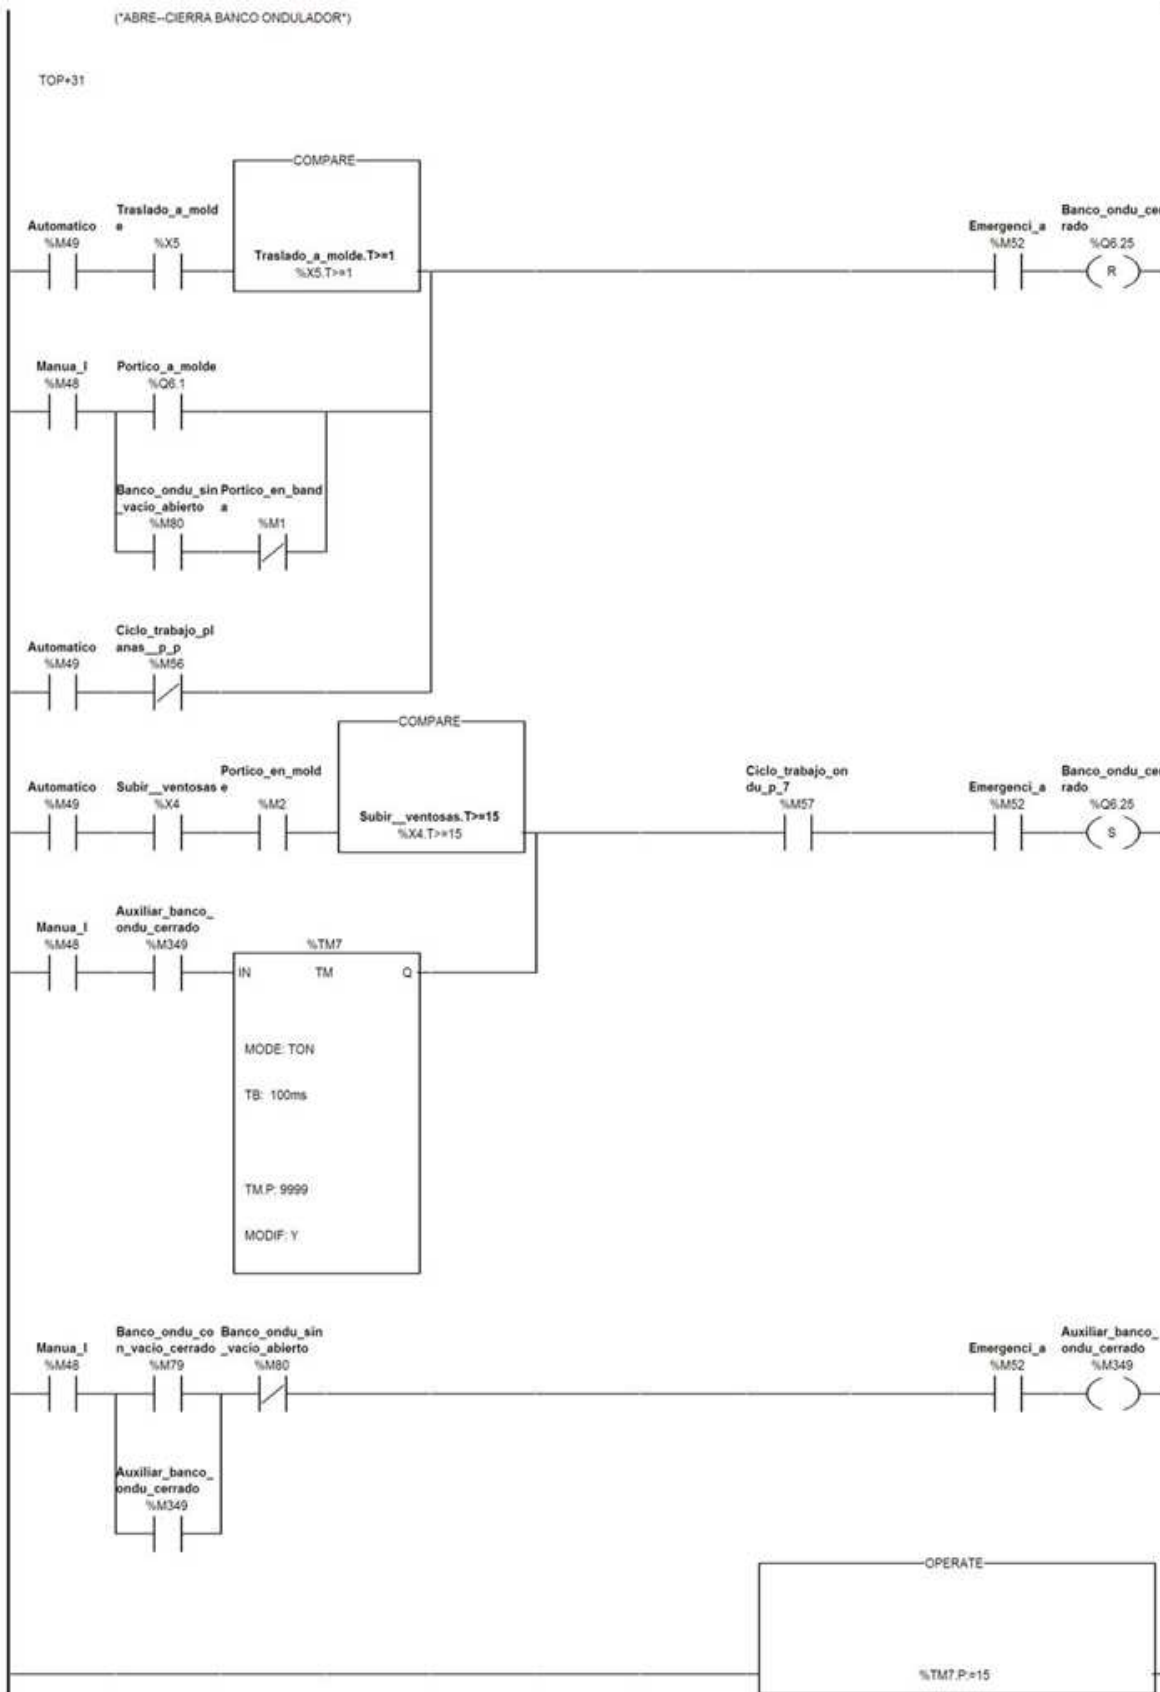 ("ABRE--CIERRA BANCO ONDULADOR")
TOP+31
COMPARE
Traslado_a_mold
e
Automatico
%M49
%X5
Traslado_a_molde.T>=1
%X5.T>=1
Emergenci_a
%M52
Banco_ondu_cer
rado
%Q6.25
R
Manua_l
%M48
Portico_a_molde
%Q6.1
Banco_ondu_sin
_vacio_abierto
%M80
Portico_en_band
a
%M1
Automatico
%M49
Ciclo_trabajo_pl
anas__p_p
%M56
COMPARE
Automatico
%M49
Subir__ventosas
%X4
Portico_en_mold
e
%M2
Subir__ventosas.T>=15
%X4.T>=15
Ciclo_trabajo_on
du_p_7
%M57
Emergenci_a
%M52
Banco_ondu_cer
rado
%Q6.25
S
Manua_l
%M48
Auxiliar_banco_
ondu_cerrado
%M349
%TM7
IN TM Q
MODE: TON
TB: 100ms
TM.P: 9999
MODIF: Y
Manua_l
%M48
Banco_ondu_co
n_vacio_cerrado
%M79
Banco_ondu_sin
_vacio_abierto
%M80
Emergenci_a
%M52
Auxiliar_banco_
ondu_cerrado
%M349
Auxiliar_banco_
ondu_cerrado
%M349
OPERATE
%TM7.P:=15